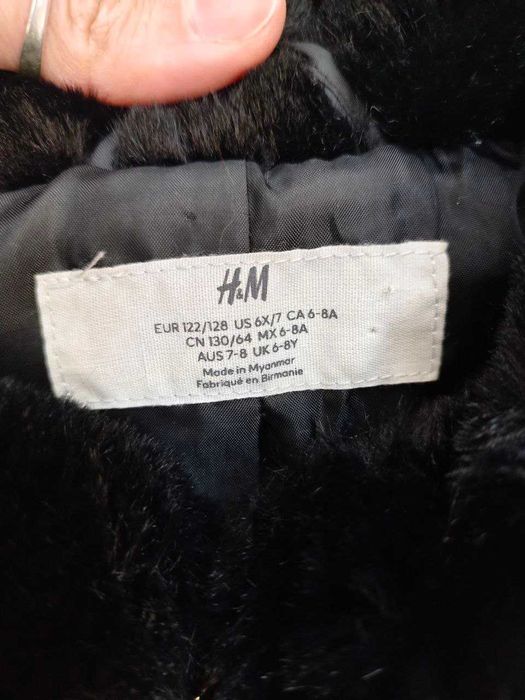 H&M
EUR 122/128 US 6X/7 CA 6-8A
CN 130/64 MX 6-8A
AUS 7-8 UK 6-8Y
Made in Myanmar
Fabriqué en Birmanie